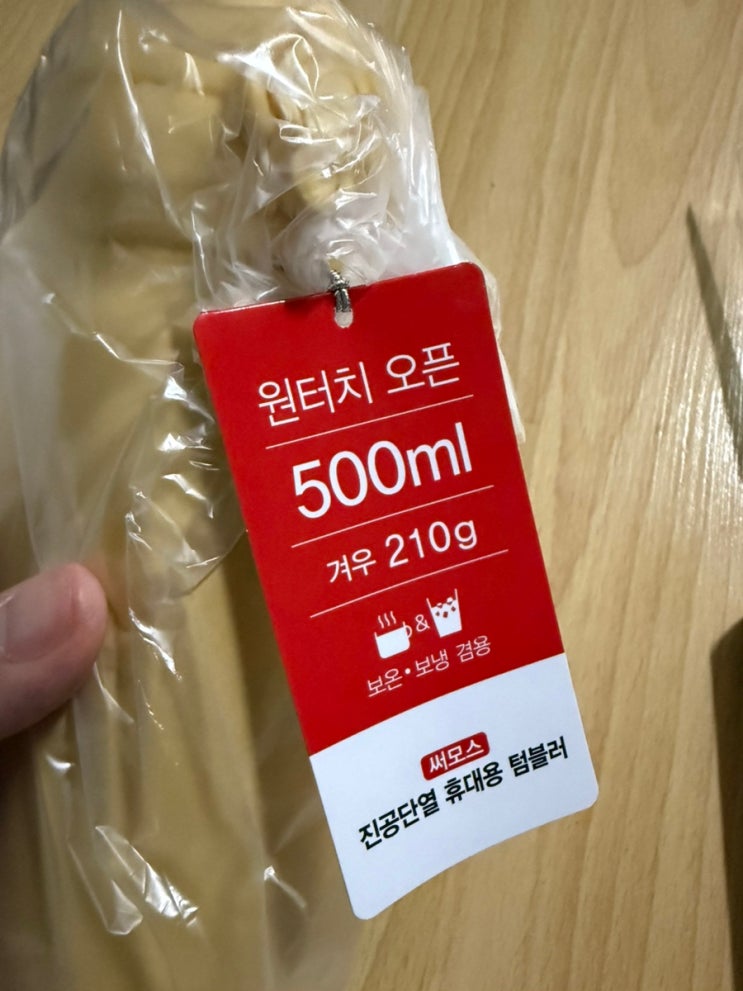 원터치 오픈
500ml
겨우 210g
&
보온•보냉 겸용
써모스
진공단열 휴대용 텀블러